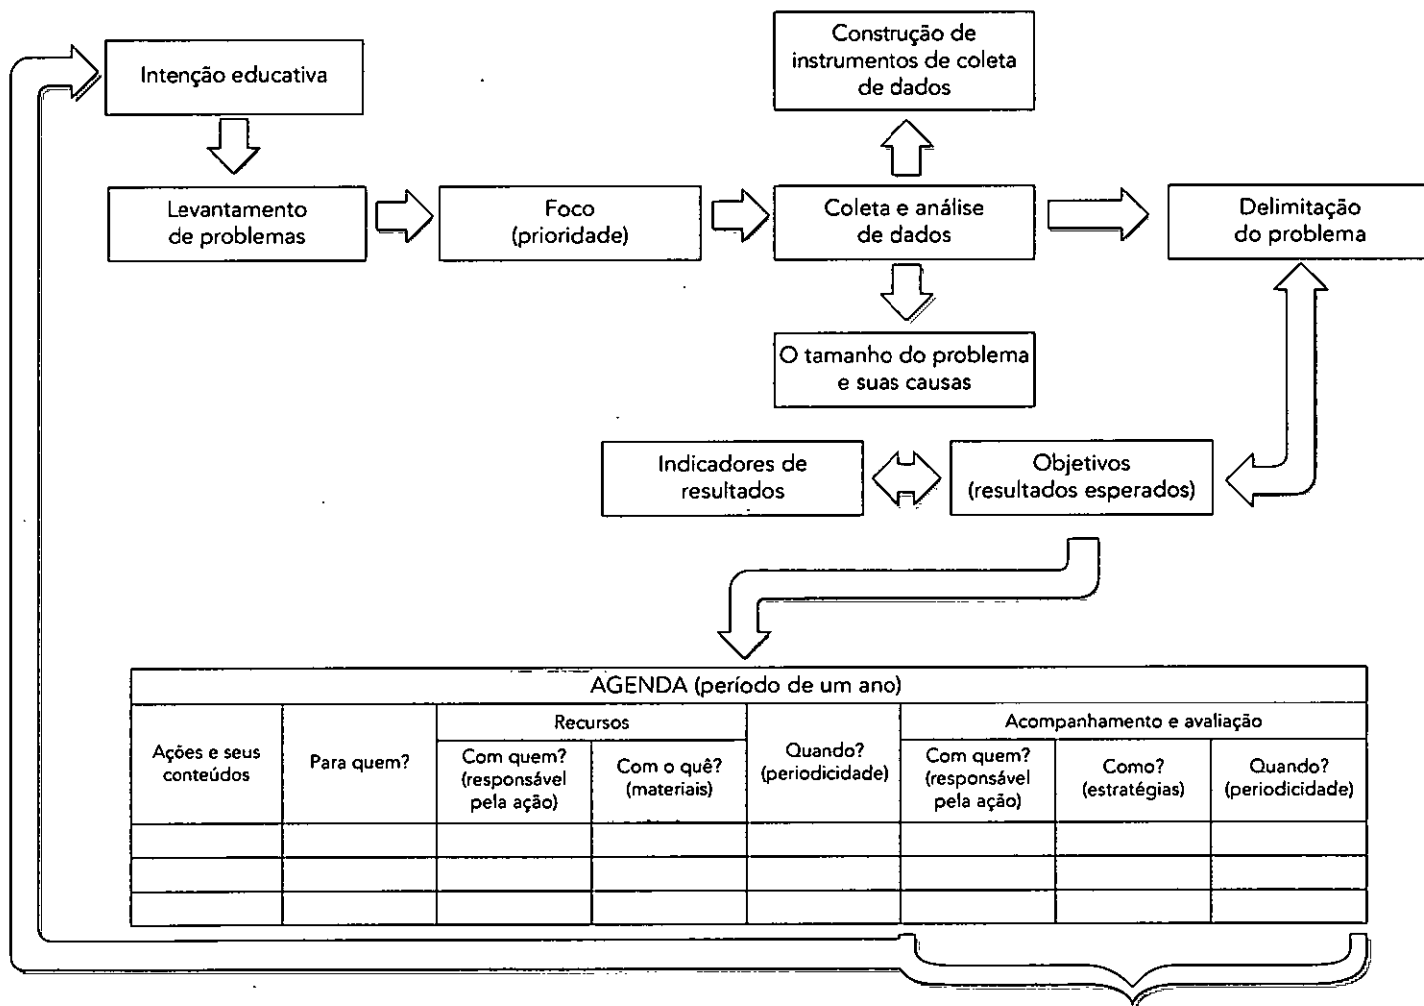 Intenção educativa
Construção de
instrumentos de coleta
de dados
Levantamento
de problemas
Foco
(prioridade)
Coleta e análise
de dados
Delimitação
do problema
O tamanho do problema
e suas causas
Indicadores de
resultados
Objetivos
(resultados esperados)
AGENDA (período de um ano)
Ações e seus
conteúdos
Para quem?
Recursos
Com quem?
(responsável
pela ação)
Com o quê?
(materiais)
Quando?
(periodicidade)
Acompanhamento e avaliação
Com quem?
(responsável
pela ação)
Como?
(estratégias)
Quando?
(periodicidade)